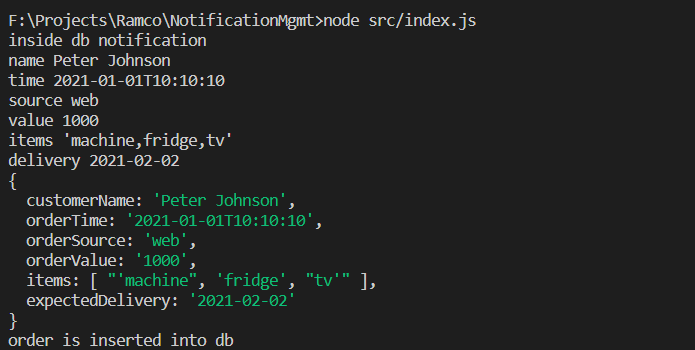 F:\Projects\Ramco\NotificationMgmt>node src/index.js
inside db notification
name Peter Johnson
time 2021-01-01T10:10:10
source web
value 1000
items 'machine,fridge,tv'
delivery 2021-02-02
{
  customerName: 'Peter Johnson',
  orderTime: '2021-01-01T10:10:10',
  orderSource: 'web',
  orderValue: '1000',
  items: [ "'machine", 'fridge', "tv'" ],
  expectedDelivery: '2021-02-02'
}
order is inserted into db